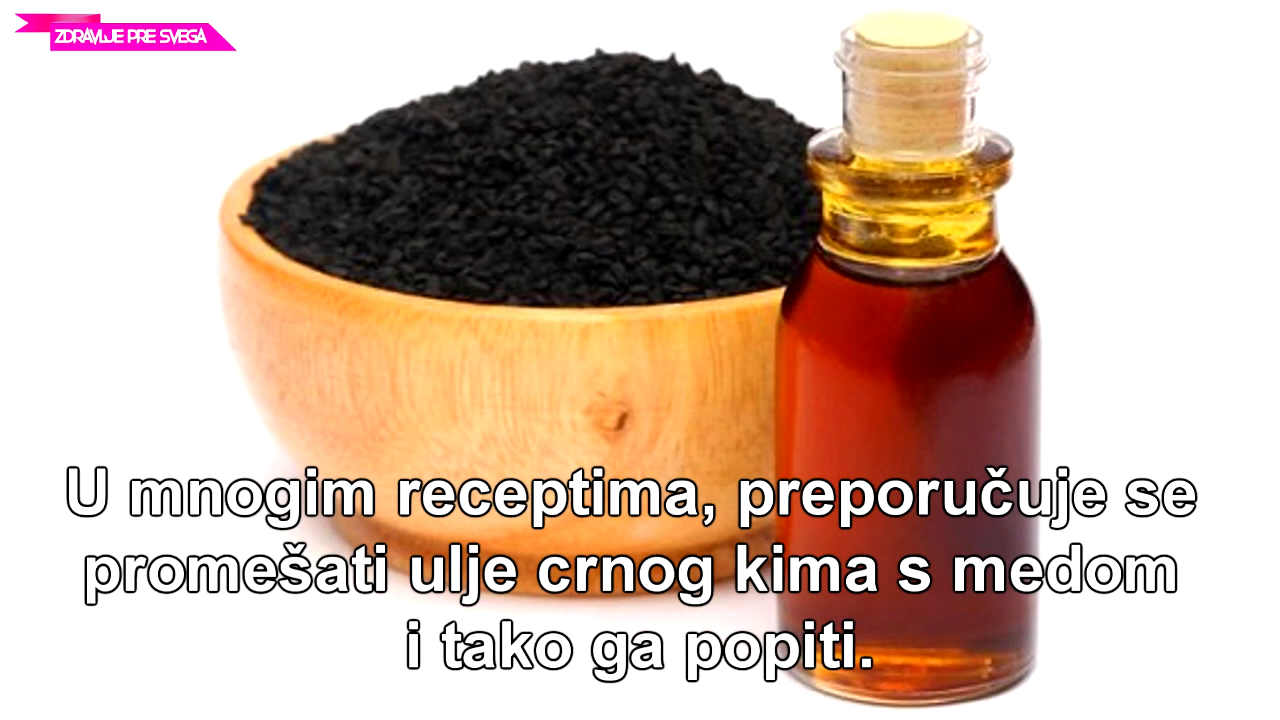 ZDRAVLJE PRE SVEGA
U mnogim receptima, preporučuje se
promešati ulje crnog kima s medom
i tako ga popiti.